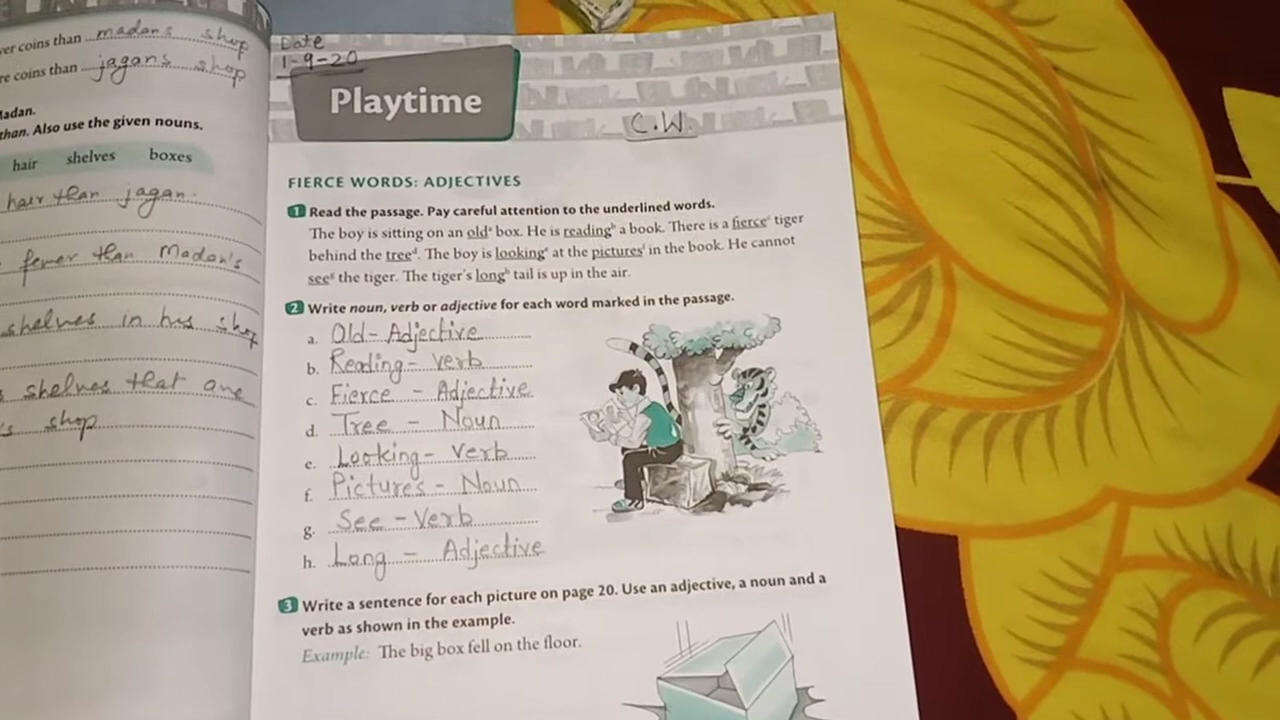 er coins than madans shop
re coins than jagans shop
Madan.
than. Also use the given nouns.
hair shelves boxes
hair than jagan.
fewer than Madan's
shelves in his shop
shelves that are
's shop
Date
1-9-20
Playtime
C.W.
FIERCE WORDS: ADJECTIVES
1 Read the passage. Pay careful attention to the underlined words.
The boy is sitting on an old^a box. He is reading^b a book. There is a fierce^c tiger
behind the tree^d. The boy is looking^e at the pictures^f in the book. He cannot
see^g the tiger. The tiger's long^h tail is up in the air.
2 Write noun, verb or adjective for each word marked in the passage.
a. Old - Adjective
b. Reading - verb
c. Fierce - Adjective
d. Tree - Noun
e. Looking - verb
f. Pictures - Noun
g. See - Verb
h. Long - Adjective
3 Write a sentence for each picture on page 20. Use an adjective, a noun and a
verb as shown in the example.
Example: The big box fell on the floor.